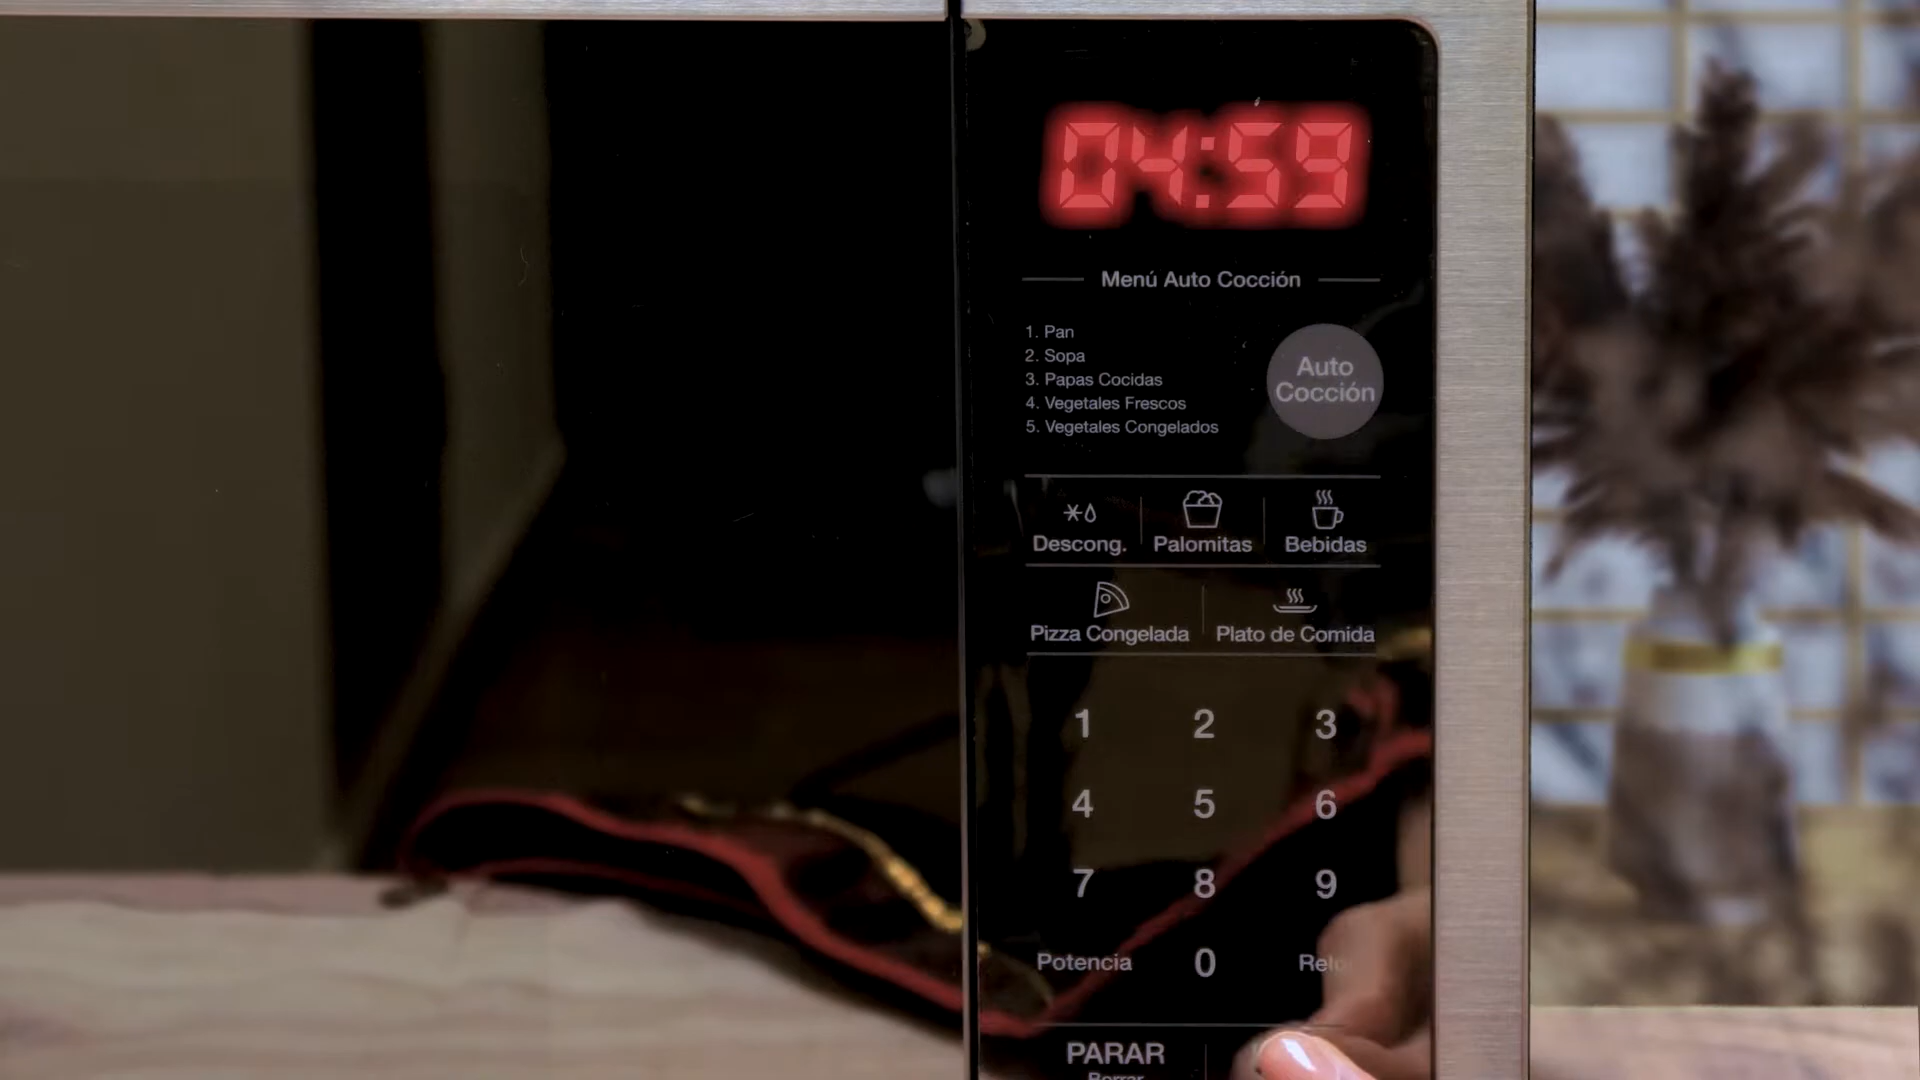 04:59
Menú Auto Cocción
1. Pan
2. Sopa
3. Papas Cocidas
4. Vegetales Frescos
5. Vegetales Congelados
Auto
Cocción
Descong. Palomitas Bebidas
Pizza Congelada Plato de Comida
1 2 3
4 5 6
7 8 9
Potencia 0
PARAR
Borrar